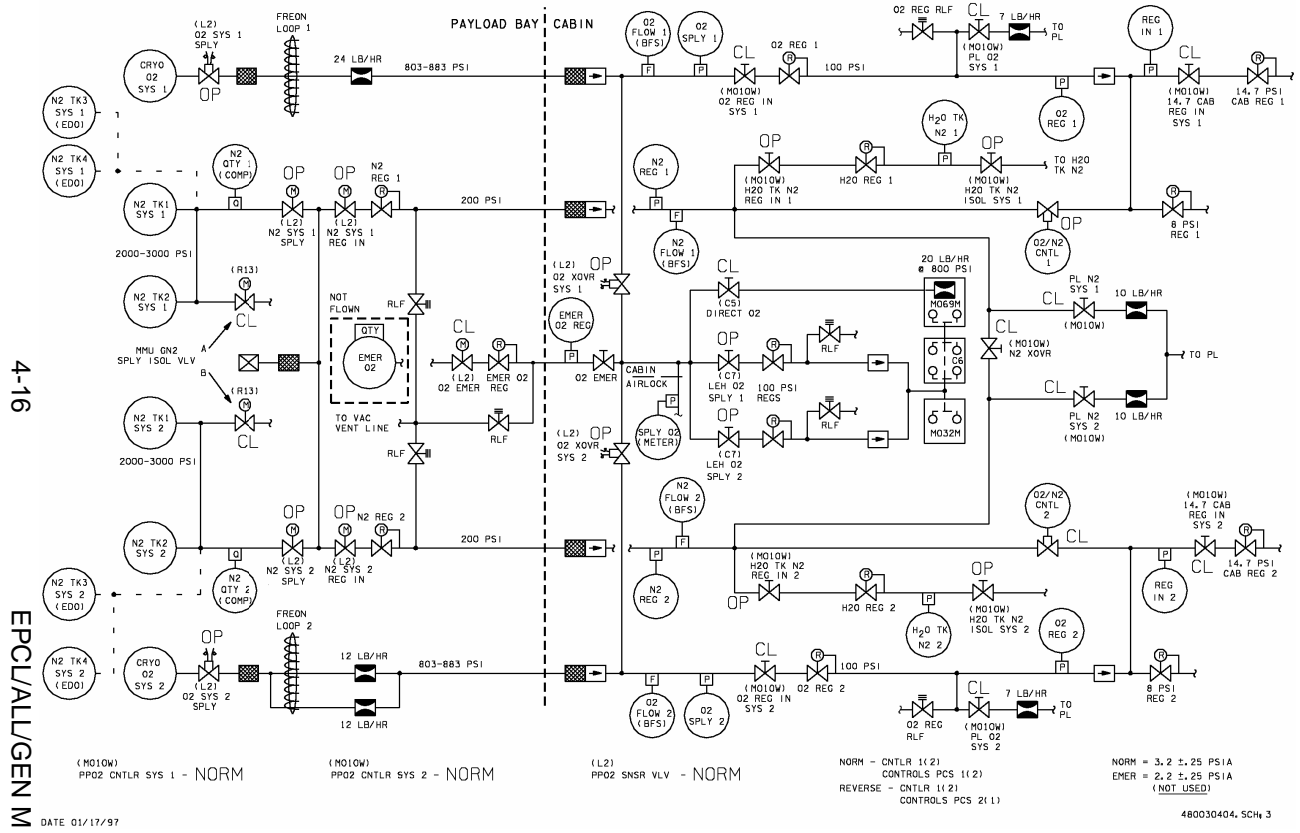 PAYLOAD BAY
CABIN
(L2)
O2 SYS 1
SPLY
FREON
LOOP 1
CRYO
O2
SYS 1
OP
24 LB/HR
803-883 PSI
O2
FLOW 1
(BFS)
F
O2
SPLY 1
P
CL
(MO10W)
O2 REG IN
SYS 1
O2 REG 1
R
100 PSI
O2 REG RLF
CL
(MO10W)
PL O2
SYS 1
7 LB/HR
TO
PL
P
O2
REG 1
REG
IN 1
P
CL
(MO10W)
14.7 CAB
REG IN
SYS 1
R
14.7 PSI
CAB REG 1
N2 TK3
SYS 1
(EDO)
N2 TK4
SYS 1
(EDO)
N2 TK1
SYS 1
N2
QTY 1
(COMP)
Q
OP
M
(L2)
N2 SYS 1
SPLY
OP
M
(L2)
N2 SYS 1
REG IN
N2
REG 1
R
200 PSI
N2
REG 1
P
F
N2
FLOW 1
(BFS)
OP
(MO10W)
H2O TK N2
REG IN 1
R
H2O REG 1
H2O TK
N2 1
P
OP
(MO10W)
H2O TK N2
ISOL SYS 1
TO H2O
TK N2
OP
O2/N2
CNTL
1
R
8 PSI
REG 1
2000-3000 PSI
N2 TK2
SYS 1
(R13)
M
CL
MMU GN2
SPLY ISOL VLV
A
B
NOT
FLOWN
QTY
EMER
O2
TO VAC
VENT LINE
RLF
CL
M
(L2)
O2 EMER
R
EMER O2
REG
RLF
EMER
O2 REG
P
O2 EMER
(L2)
O2 XOVR
SYS 1
OP
CABIN
AIRLOCK
P
SPLY O2
(METER)
CL
(C5)
DIRECT O2
20 LB/HR
@ 800 PSI
MO69M
C6
MO32M
OP
(C7)
LEH O2
SPLY 1
R
100 PSI
REGS
RLF
OP
(C7)
LEH O2
SPLY 2
R
RLF
(MO10W)
N2 XOVR
PL N2
SYS 1
CL
(MO10W)
10 LB/HR
TO PL
CL
PL N2
SYS 2
(MO10W)
10 LB/HR
N2 TK1
SYS 2
(R13)
M
CL
2000-3000 PSI
RLF
(L2)
O2 XOVR
SYS 2
OP
N2 TK2
SYS 2
Q
N2
QTY 2
(COMP)
OP
M
(L2)
N2 SYS 2
SPLY
OP
M
(L2)
N2 SYS 2
REG IN
N2 REG 2
R
200 PSI
N2
FLOW 2
(BFS)
F
P
N2
REG 2
O2/N2
CNTL
2
CL
P
REG
IN 2
(MO10W)
14.7 CAB
REG IN
SYS 2
CL
R
14.7 PSI
CAB REG 2
(MO10W)
H2O TK N2
REG IN 2
OP
R
H2O REG 2
P
H2O TK
N2 2
OP
(MO10W)
H2O TK N2
ISOL SYS 2
N2 TK3
SYS 2
(EDO)
N2 TK4
SYS 2
(EDO)
CRYO
O2
SYS 2
OP
(L2)
O2 SYS 2
SPLY
FREON
LOOP 2
12 LB/HR
12 LB/HR
803-883 PSI
F
O2
FLOW 2
(BFS)
P
O2
SPLY 2
CL
(MO10W)
O2 REG IN
SYS 2
R
O2 REG 2
100 PSI
O2 REG
RLF
CL
(MO10W)
PL O2
SYS 2
7 LB/HR
TO
PL
O2
REG 2
P
R
8 PSI
REG 2
(MO10W)
PPO2 CNTLR SYS 1 - NORM
(MO10W)
PPO2 CNTLR SYS 2 - NORM
(L2)
PPO2 SNSR VLV - NORM
NORM - CNTLR 1(2)
CONTROLS PCS 1(2)
REVERSE - CNTLR 1(2)
CONTROLS PCS 2(1)
NORM = 3.2 ±.25 PSIA
EMER = 2.2 ±.25 PSIA
(NOT USED)
480030404.SCH; 3
4-16
EPCL/ALL/GEN M
DATE 01/17/97